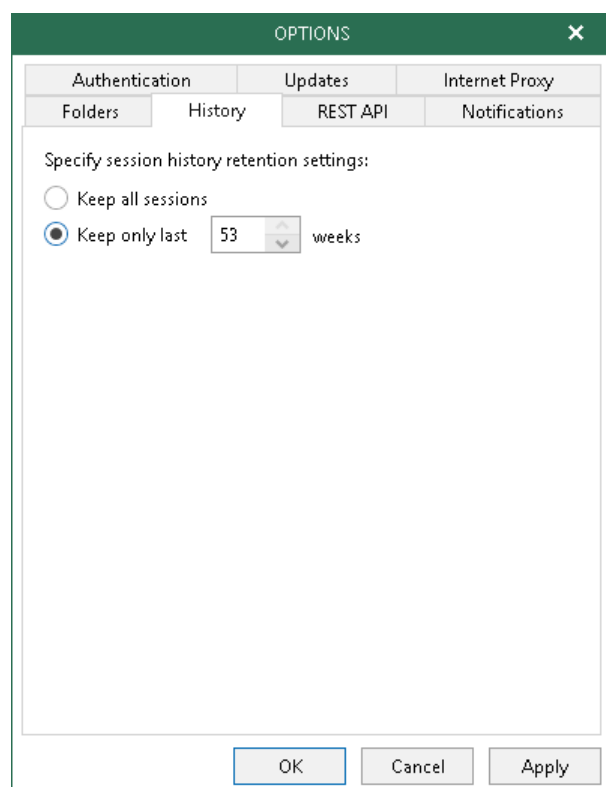 OPTIONS
Authentication Updates Internet Proxy
Folders History REST API Notifications
Specify session history retention settings:
Keep all sessions
Keep only last 53 weeks
OK Cancel Apply